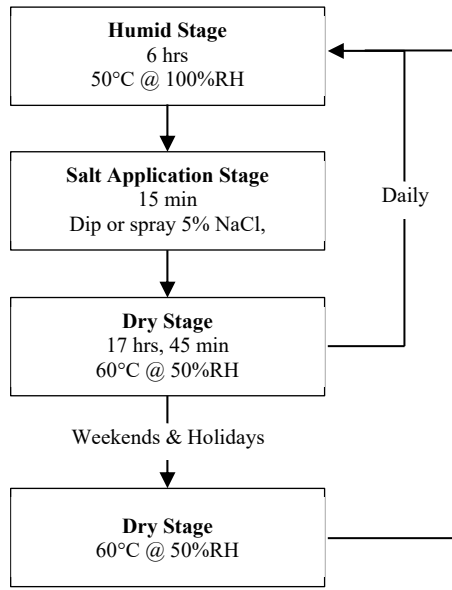 Humid Stage
6 hrs
50°C @ 100%RH
Salt Application Stage
15 min
Dip or spray 5% NaCl,
Daily
Dry Stage
17 hrs, 45 min
60°C @ 50%RH
Weekends & Holidays
Dry Stage
60°C @ 50%RH